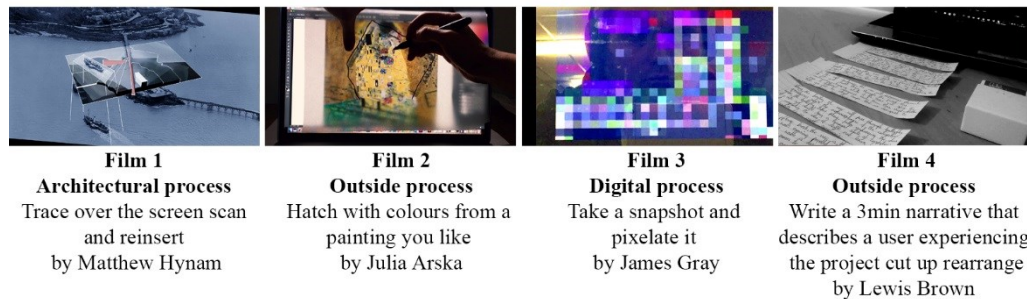 Film 1
Architectural process
Trace over the screen scan
and reinsert
by Matthew Hynam
Film 2
Outside process
Hatch with colours from a
painting you like
by Julia Arska
Film 3
Digital process
Take a snapshot and
pixelate it
by James Gray
Film 4
Outside process
Write a 3min narrative that
describes a user experiencing
the project cut up rearrange
by Lewis Brown